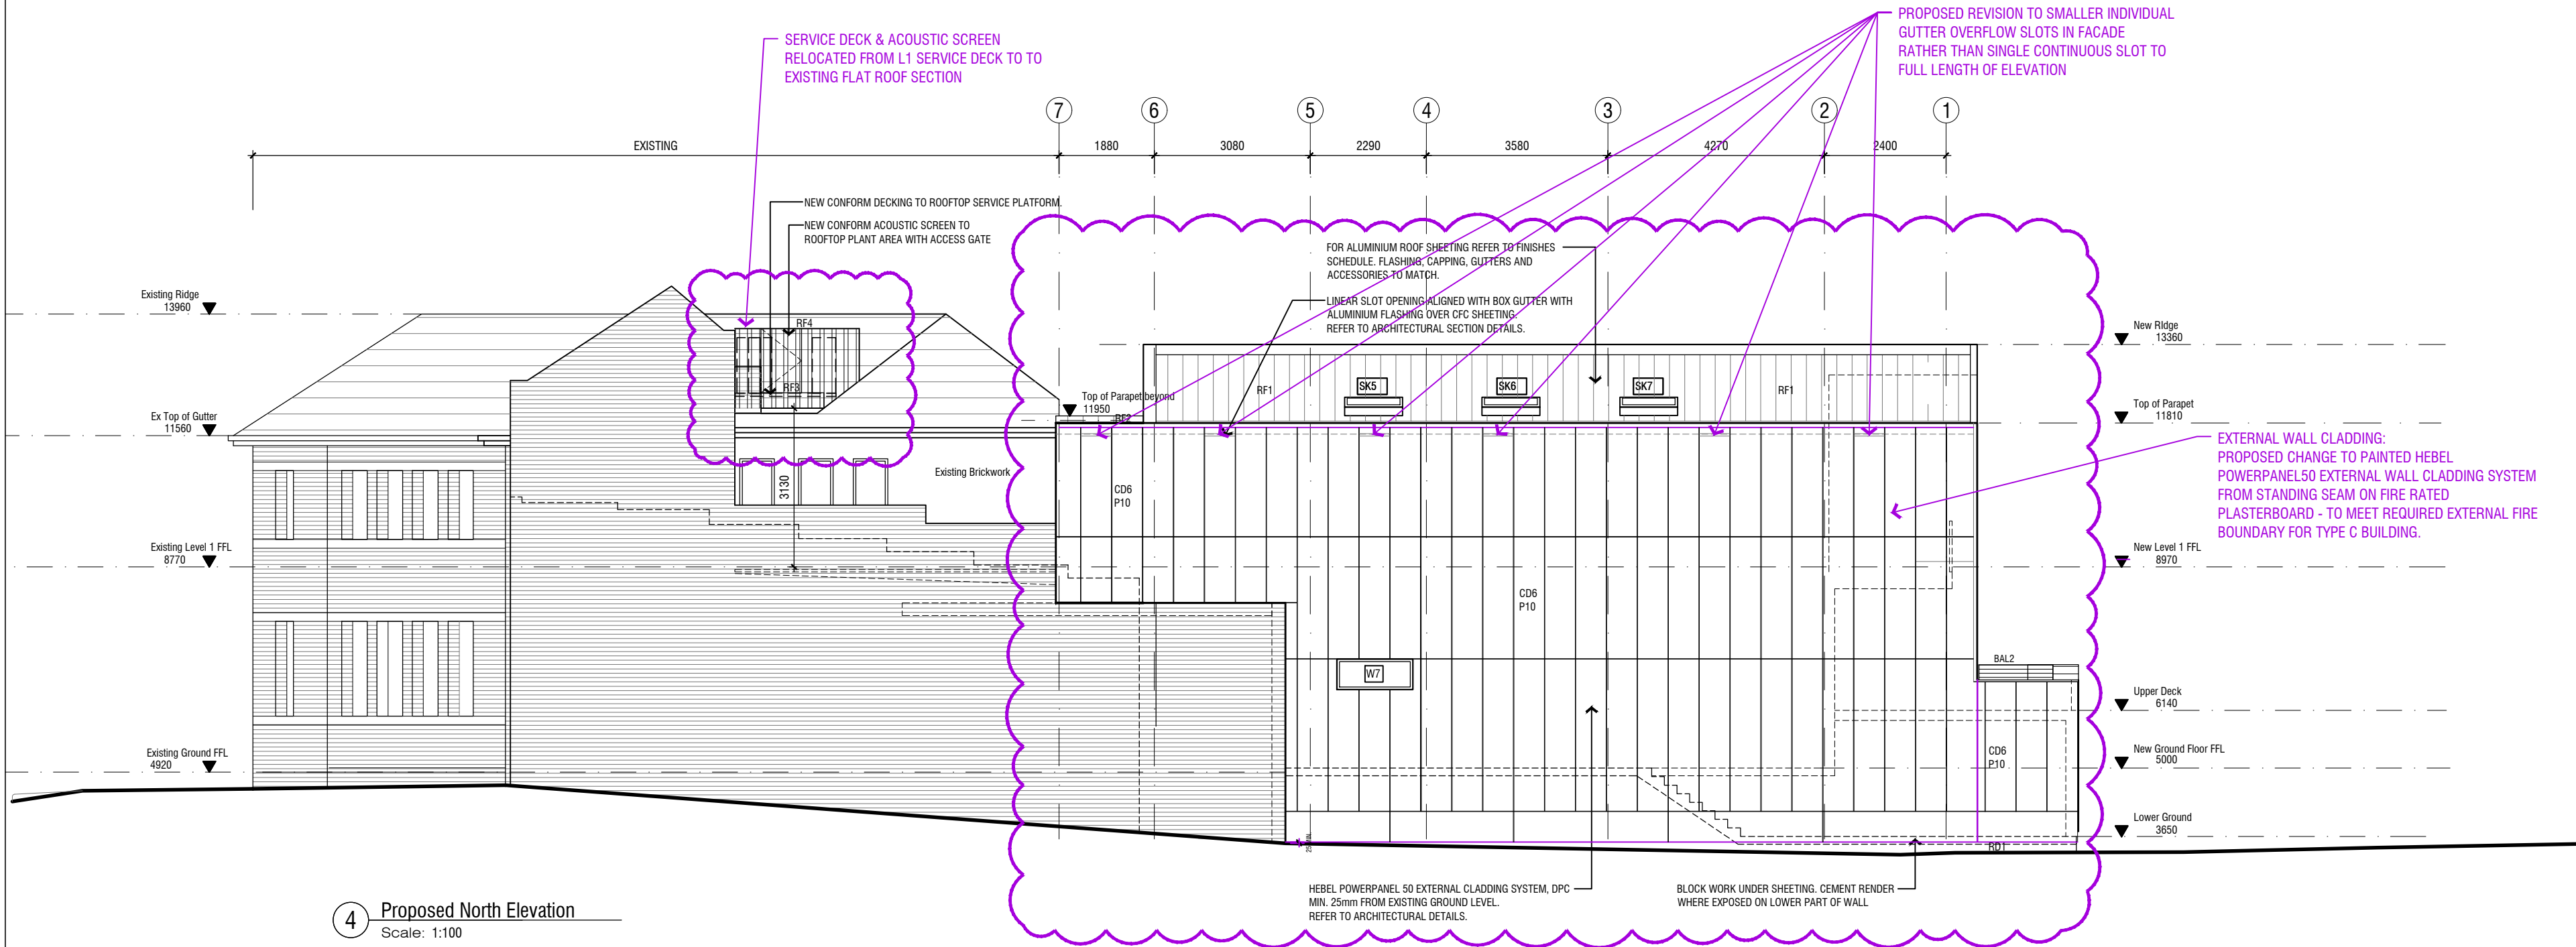 PROPOSED REVISION TO SMALLER INDIVIDUAL
GUTTER OVERFLOW SLOTS IN FACADE
RATHER THAN SINGLE CONTINUOUS SLOT TO
FULL LENGTH OF ELEVATION
SERVICE DECK & ACOUSTIC SCREEN
RELOCATED FROM L1 SERVICE DECK TO TO
EXISTING FLAT ROOF SECTION
7
6
5
4
3
2
1
EXISTING
1880
3080
2290
3580
4270
2400
NEW CONFORM DECKING TO ROOFTOP SERVICE PLATFORM.
NEW CONFORM ACOUSTIC SCREEN TO
ROOFTOP PLANT AREA WITH ACCESS GATE
FOR ALUMINIUM ROOF SHEETING REFER TO FINISHES
SCHEDULE. FLASHING, CAPPING, GUTTERS AND
ACCESSORIES TO MATCH.
LINEAR SLOT OPENING ALIGNED WITH BOX GUTTER WITH
ALUMINIUM FLASHING OVER CFC SHEETING.
REFER TO ARCHITECTURAL SECTION DETAILS.
Existing Ridge
13960
RF4
RF3
New RIdge
13360
SK5
SK6
SK7
RF1
RF1
Top of Parapet beyond
11950
RF2
Ex Top of Gutter
11560
Top of Parapet
11810
EXTERNAL WALL CLADDING:
PROPOSED CHANGE TO PAINTED HEBEL
POWERPANEL50 EXTERNAL WALL CLADDING SYSTEM
FROM STANDING SEAM ON FIRE RATED
PLASTERBOARD - TO MEET REQUIRED EXTERNAL FIRE
BOUNDARY FOR TYPE C BUILDING.
Existing Brickwork
3130
CD6
P10
Existing Level 1 FFL
8770
New Level 1 FFL
8970
CD6
P10
W7
BAL2
Upper Deck
6140
Existing Ground FFL
4920
CD6
P10
New Ground Floor FFL
5000
Lower Ground
3650
25 MIN.
RD1
HEBEL POWERPANEL 50 EXTERNAL CLADDING SYSTEM, DPC
MIN. 25mm FROM EXISTING GROUND LEVEL.
REFER TO ARCHITECTURAL DETAILS.
BLOCK WORK UNDER SHEETING. CEMENT RENDER
WHERE EXPOSED ON LOWER PART OF WALL
4
Proposed North Elevation
Scale: 1:100